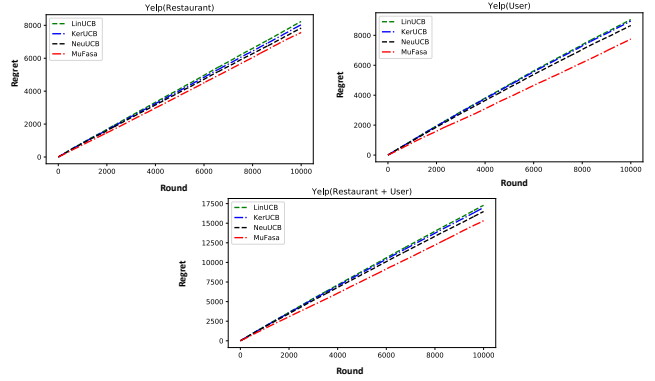 Yelp(Restaurant)
LinUCB
KerUCB
NeuUCB
MuFasa
Regret
8000
6000
4000
2000
0
0 2000 4000 6000 8000 10000
Round
Yelp(User)
LinUCB
KerUCB
NeuUCB
MuFasa
Regret
10000
8000
6000
4000
2000
0
0 2000 4000 6000 8000 10000
Round
Yelp(Restaurant + User)
LinUCB
KerUCB
NeuUCB
MuFasa
Regret
17500
15000
12500
10000
7500
5000
2500
0
0 2000 4000 6000 8000 10000
Round